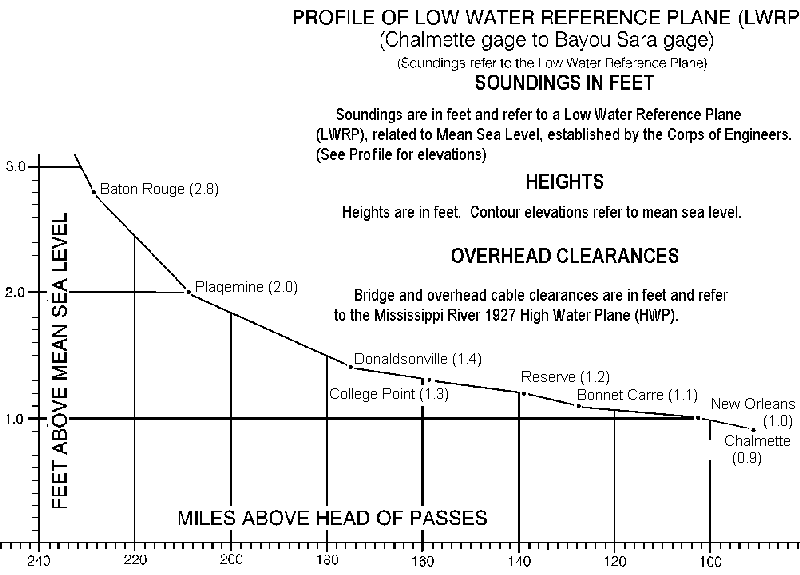 PROFILE OF LOW WATER REFERENCE PLANE (LWRP
(Chalmette gage to Bayou Sara gage)
(Soundings refer to the Low Water Reference Plane)
SOUNDINGS IN FEET
Soundings are in feet and refer to a Low Water Reference Plane
(LWRP), related to Mean Sea Level, established by the Corps of Engineers.
(See Profile for elevations)
HEIGHTS
Heights are in feet. Contour elevations refer to mean sea level.
OVERHEAD CLEARANCES
Bridge and overhead cable clearances are in feet and refer
to the Mississippi River 1927 High Water Plane (HWP).
3.0
Baton Rouge (2.8)
2.0
Plaqemine (2.0)
Donaldsonville (1.4)
College Point (1.3)
Reserve (1.2)
Bonnet Carre (1.1)
New Orleans
(1.0)
Chalmette
(0.9)
1.0
FEET ABOVE MEAN SEA LEVEL
MILES ABOVE HEAD OF PASSES
240 220 200 180 160 140 120 100